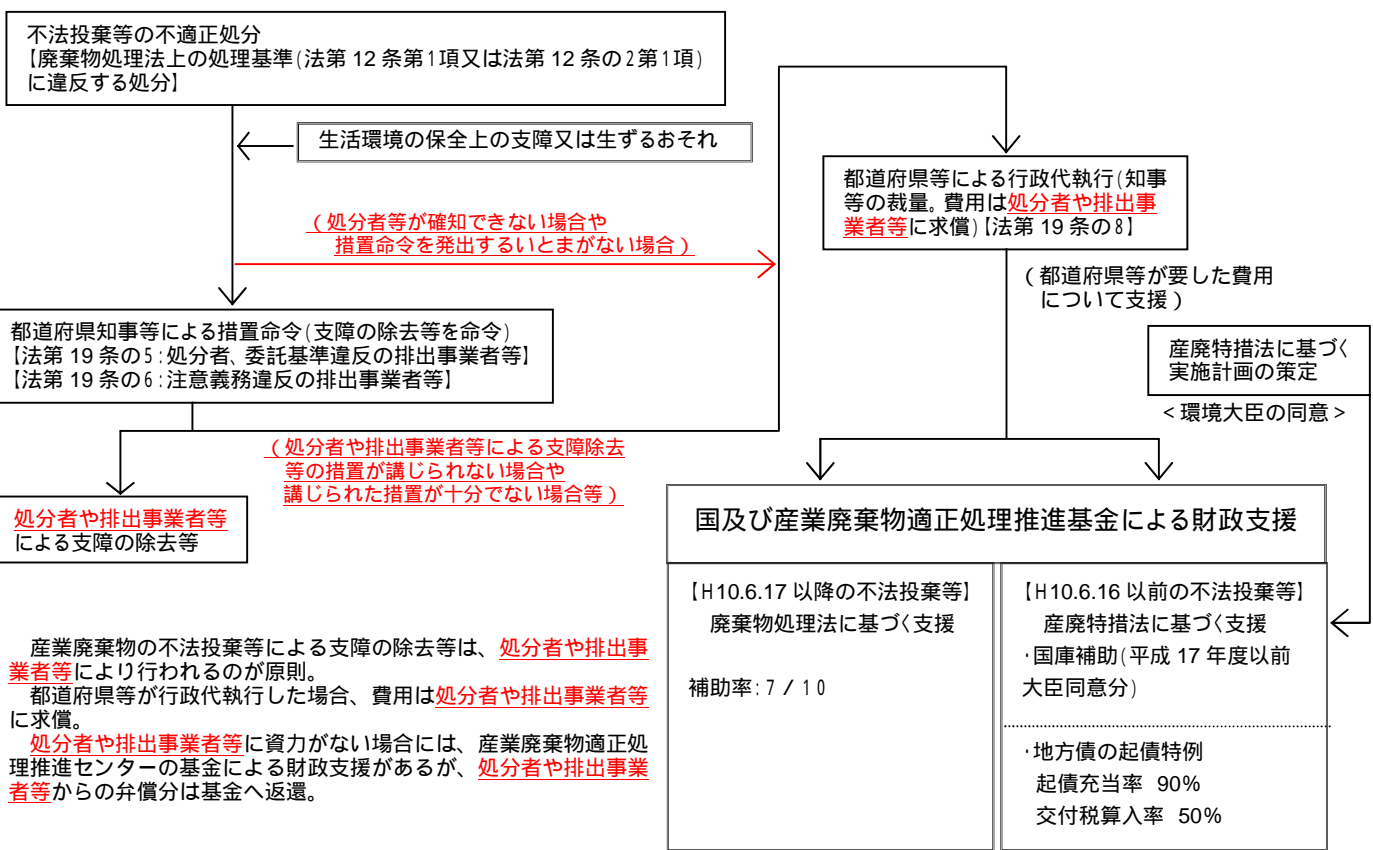 不法投棄等の不適正処分
【廃棄物処理法上の処理基準(法第 12 条第1項又は法第 12 条の2第1項)
に違反する処分】
生活環境の保全上の支障又は生ずるおそれ
(処分者等が確知できない場合や
措置命令を発出するいとまがない場合)
都道府県等による行政代執行(知事
等の裁量。費用は処分者や排出事
業者等に求償)【法第 19 条の8】
(都道府県等が要した費用
について支援)
都道府県知事等による措置命令(支障の除去等を命令)
【法第 19 条の5:処分者、委託基準違反の排出事業者等】
【法第 19 条の6:注意義務違反の排出事業者等】
産廃特措法に基づく
実施計画の策定
<環境大臣の同意>
(処分者や排出事業者等による支障除去
等の措置が講じられない場合や
講じられた措置が十分でない場合等)
処分者や排出事業者等
による支障の除去等
国及び産業廃棄物適正処理推進基金による財政支援
【H10.6.17 以降の不法投棄等】
廃棄物処理法に基づく支援
補助率:7/10
【H10.6.16 以前の不法投棄等】
産廃特措法に基づく支援
・国庫補助(平成 17 年度以前
大臣同意分)
・地方債の起債特例
起債充当率 90%
交付税算入率 50%
産業廃棄物の不法投棄等による支障の除去等は、処分者や排出事
業者等により行われるのが原則。
都道府県等が行政代執行した場合、費用は処分者や排出事業者等
に求償。
処分者や排出事業者等に資力がない場合には、産業廃棄物適正処
理推進センターの基金による財政支援があるが、処分者や排出事業
者等からの弁償分は基金へ返還。